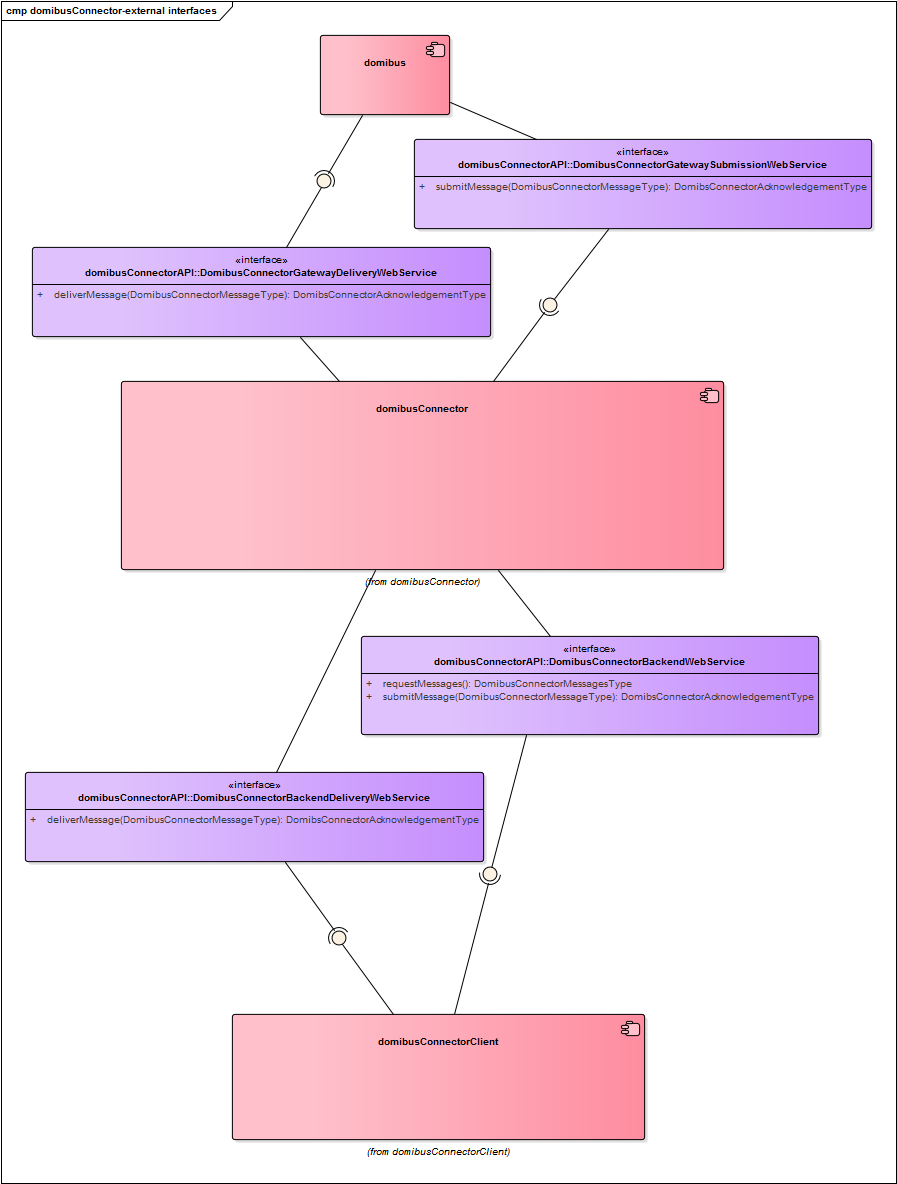 cmp domibusConnector-external interfaces
domibus
«interface»
domibusConnectorAPI::DomibusConnectorGatewaySubmissionWebService
+ submitMessage(DomibusConnectorMessageType): DomibsConnectorAcknowledgementType
«interface»
domibusConnectorAPI::DomibusConnectorGatewayDeliveryWebService
+ deliverMessage(DomibusConnectorMessageType): DomibsConnectorAcknowledgementType
domibusConnector
(from domibusConnector)
«interface»
domibusConnectorAPI::DomibusConnectorBackendWebService
+ requestMessages(): DomibusConnectorMessagesType
+ submitMessage(DomibusConnectorMessageType): DomibsConnectorAcknowledgementType
«interface»
domibusConnectorAPI::DomibusConnectorBackendDeliveryWebService
+ deliverMessage(DomibusConnectorMessageType): DomibsConnectorAcknowledgementType
domibusConnectorClient
(from domibusConnectorClient)